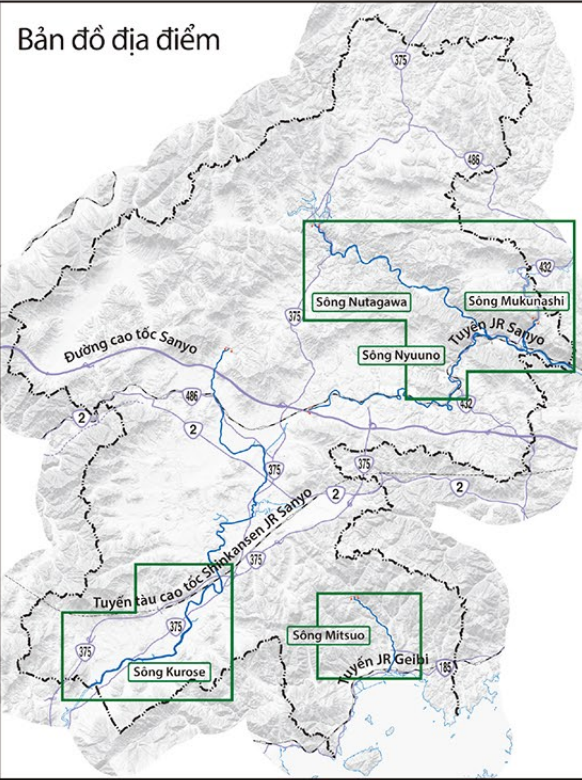 Bản đồ địa điểm
375
486
432
Sông Nutagawa
Sông Mukunashi
375
Tuyến JR Sanyo
Đường cao tốc Sanyo
Sông Nyuuno
486
432
2
2
375
375
2
2
Tuyến tàu cao tốc Shinkansen JR Sanyo
375
375
Sông Mitsuo
375
Tuyến JR Geibi
185
Sông Kurose